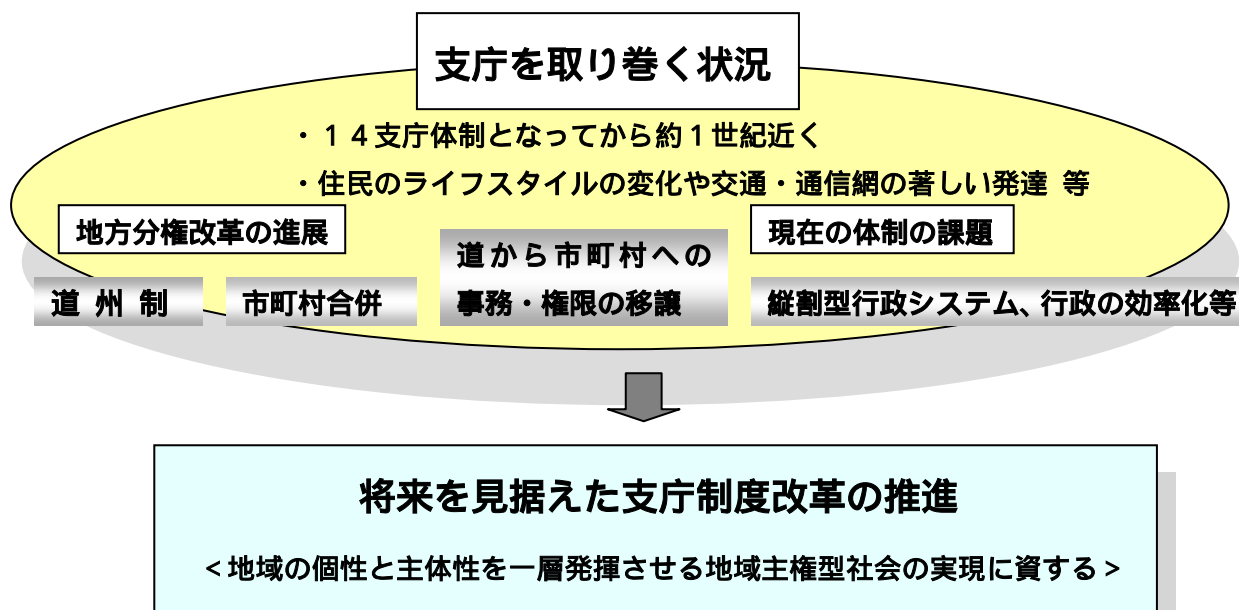 支庁を取り巻く状況
・１４支庁体制となってから約１世紀近く
・住民のライフスタイルの変化や交通・通信網の著しい発達 等
地方分権改革の進展
現在の体制の課題
道 州 制
市町村合併
道から市町村への
事務・権限の移譲
縦割型行政システム、行政の効率化等
将来を見据えた支庁制度改革の推進
＜地域の個性と主体性を一層発揮させる地域主権型社会の実現に資する＞